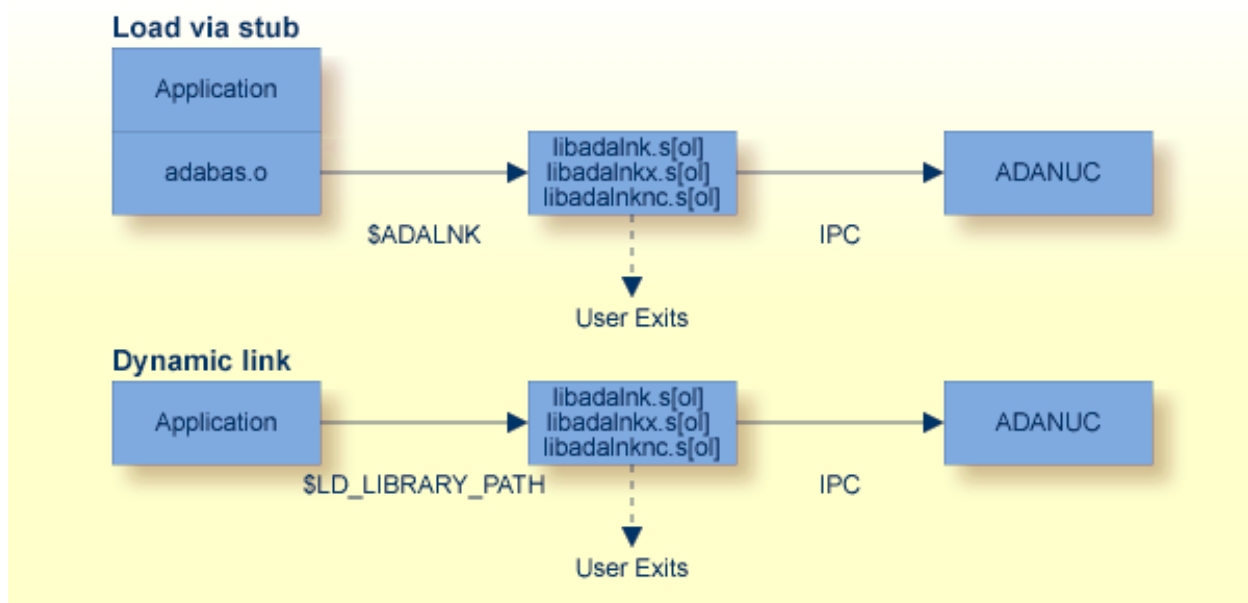 Load via stub
Application
adabas.o
libadalnk.s[ol]
libadalnkx.s[ol]
libadalnknc.s[ol]
ADANUC
$ADALNK
IPC
User Exits
Dynamic link
Application
libadalnk.s[ol]
libadalnkx.s[ol]
libadalnknc.s[ol]
ADANUC
$LD_LIBRARY_PATH
IPC
User Exits